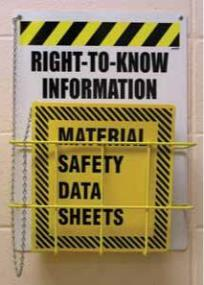 RIGHT-TO-KNOW
INFORMATION
MATERIAL
SAFETY
DATA
SHEETS